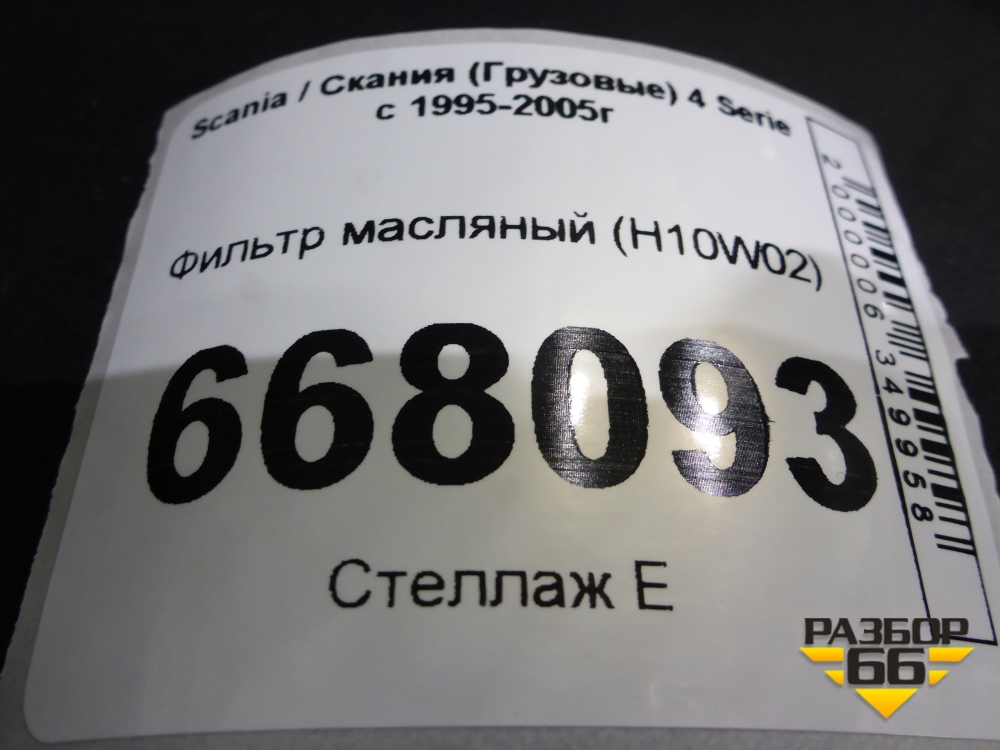 Scania / Скания (Грузовые) 4 Serie
с 1995-2005г
Фильтр масляный (H10W02)
668093
Стеллаж Е
2000006349958
РАЗБОР
66